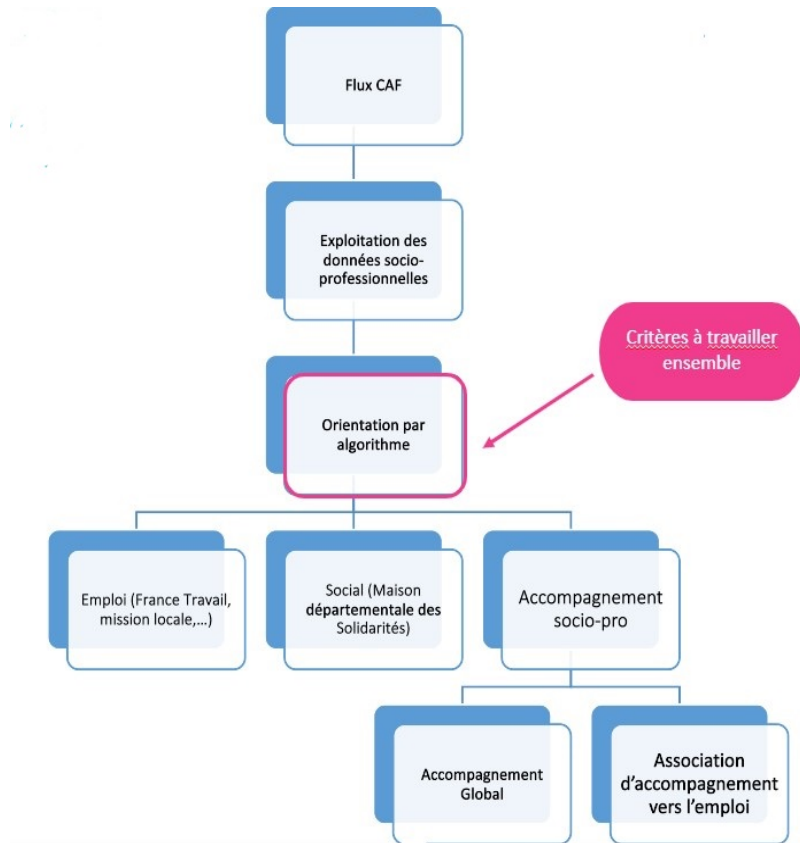 Flux CAF
Exploitation des
données socio-
professionnelles
Critères à travailler
ensemble
Orientation par
algorithme
Emploi (France Travail,
mission locale,...)
Social (Maison
départementale des
Solidarités)
Accompagnement
socio-pro
Accompagnement
Global
Association
d'accompagnement
vers l'emploi